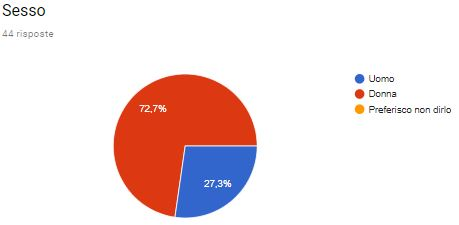 Sesso
44 risposte
72,7%
27,3%
Uomo
Donna
Preferisco non dirlo